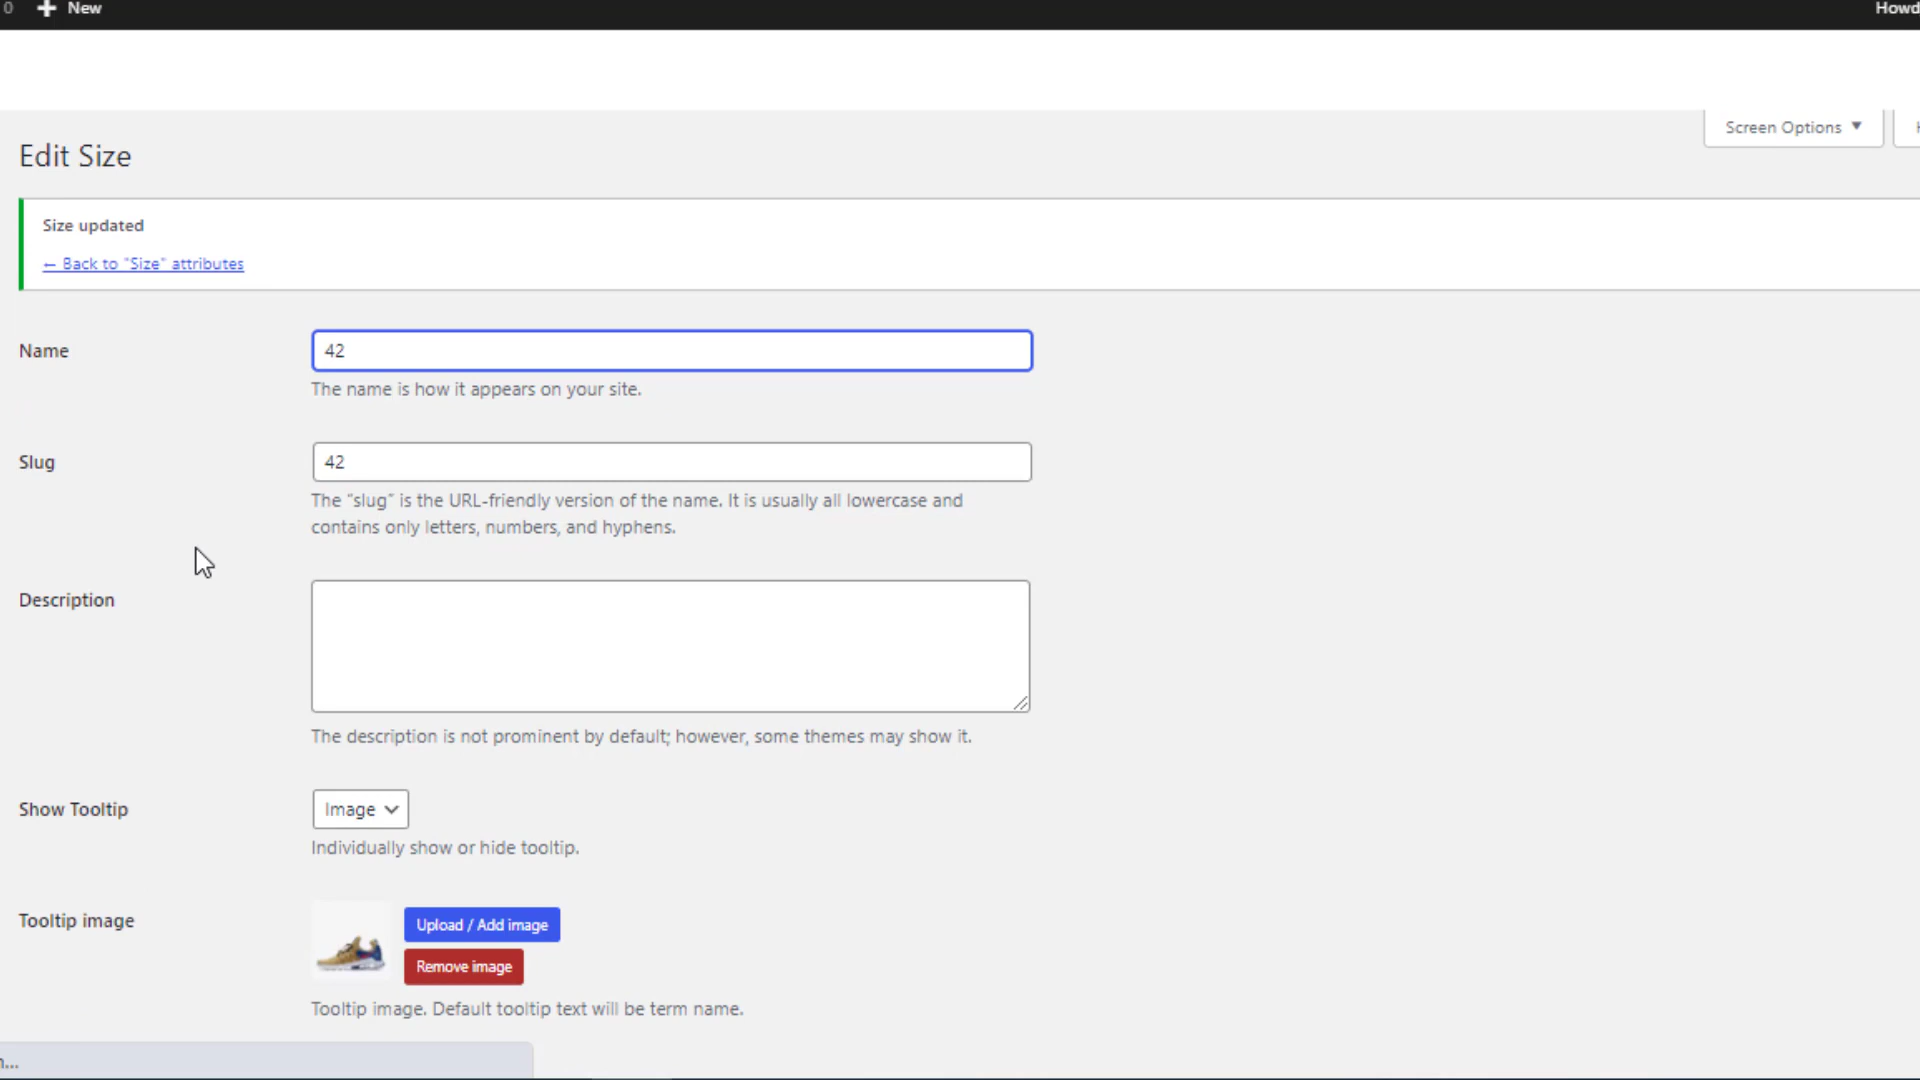 0 New Howd
Screen Options ▼
Edit Size
Size updated
← Back to "Size" attributes
Name
42
The name is how it appears on your site.
Slug
42
The "slug" is the URL-friendly version of the name. It is usually all lowercase and
contains only letters, numbers, and hyphens.
Description
The description is not prominent by default; however, some themes may show it.
Show Tooltip
Image
Individually show or hide tooltip.
Tooltip image
Upload / Add image
Remove image
Tooltip image. Default tooltip text will be term name.